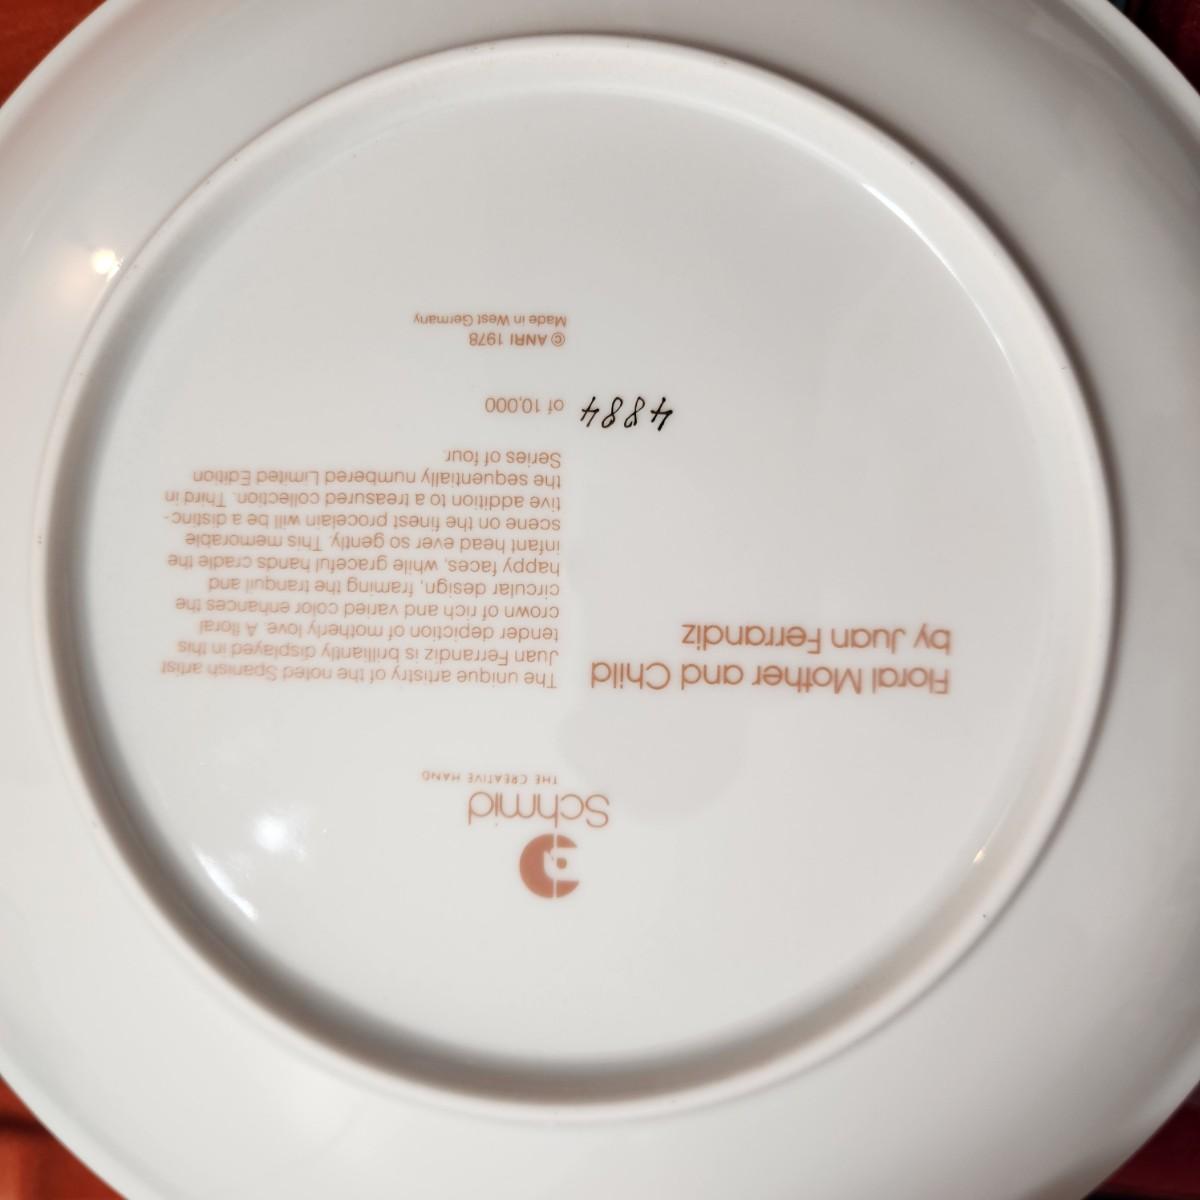 Schmid
THE CREATIVE HAND
Floral Mother and Child
by Juan Ferrandiz
The unique artistry of the noted Spanish artist
Juan Ferrandiz is brilliantly displayed in this
tender depiction of motherly love. A floral
crown of rich and varied color enhances the
circular design, framing the tranquil and
happy faces, while graceful hands cradle the
infant head ever so gently. This memorable
scene on the finest procelain will be a distinc-
tive addition to a treasured collection. Third in
the sequentially numbered Limited Edition
Series of four.
4884 of 10,000
© ANRI 1978
Made in West Germany